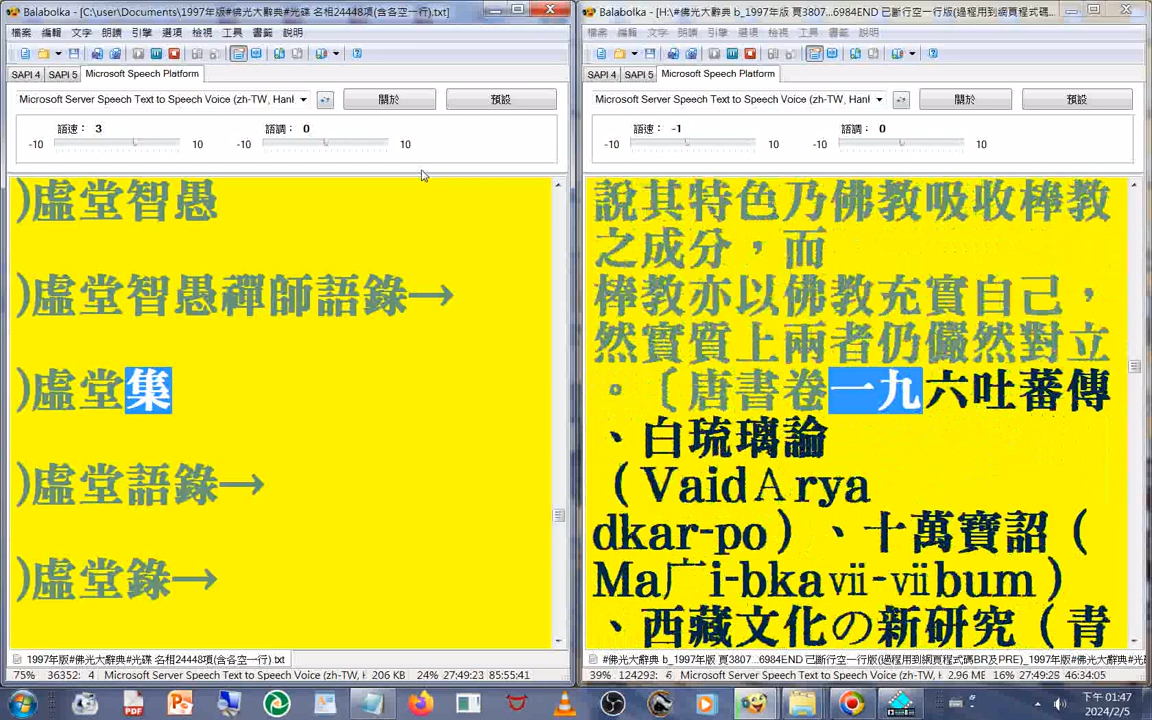 Balabolka - [C:\user\Documents\1997年版#佛光大辭典#光碟 名相24448項(含各空一行).txt]
檔案 編輯 文字 朗讀 引擎 選項 檢視 工具 書籤 說明
SAPI 4 SAPI 5 Microsoft Speech Platform
Microsoft Server Speech Text to Speech Voice (zh-TW, Hanl 關於 預設
語速： 3 語調： 0
-10 10 -10 10
)虛堂智愚
)虛堂智愚禪師語錄→
)虛堂集
)虛堂語錄→
)虛堂錄→
1997年版#佛光大辭典#光碟 名相24448項(含各空一行).txt
75% 36352: 4 Microsoft Server Speech Text to Speech Voice (zh-TW, H 206 KB 24% 27:49:23 85:55:41
Balabolka - [H:\#佛光大辭典 b_1997年版 頁3807...6984END 已斷行空一行版(過程用到網頁程式碼...
檔案 編輯 文字 朗讀 引擎 選項 檢視 工具 書籤 說明
SAPI 4 SAPI 5 Microsoft Speech Platform
Microsoft Server Speech Text to Speech Voice (zh-TW, Hanl 關於 預設
語速： -1 語調： 0
-10 10 -10 10
說其特色乃佛教吸收棒教
之成分，而
棒教亦以佛教充實自己，
然實質上兩者仍儼然對立
。〔唐書卷一九六吐蕃傳
、白琉璃論
（VaidＡrya
dkar-po）、十萬寶詔（
Ma广i-bkaⅶ-ⅶbum）
、西藏文化の新研究（青
#佛光大辭典 b_1997年版 頁3807...6984END 已斷行空一行版(過程用到網頁程式碼BR及PRE)_1997年版#佛光大辭典#光
39% 124293: 6 Microsoft Server Speech Text to Speech Voice (zh-TW, H 2.96 ME 16% 27:49:28 46:34:05
下午 01:47
2024/2/5